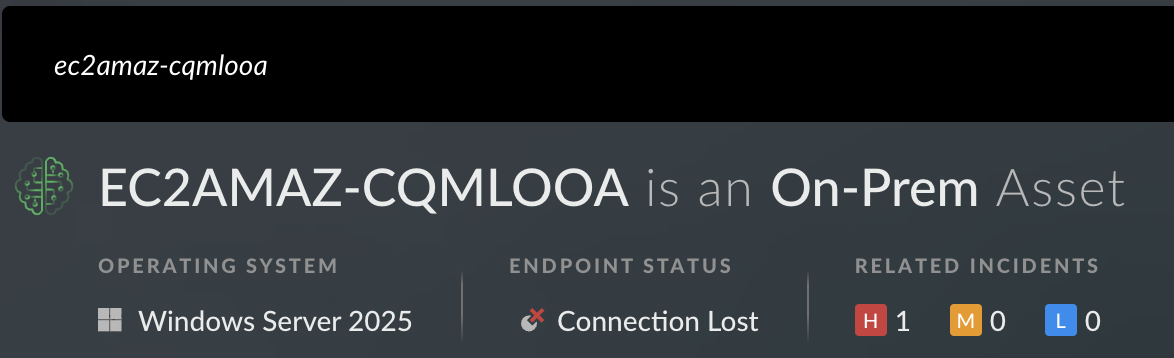 ec2amaz-cqmlooa
EC2AMAZ-CQMLOOA is an On-Prem Asset
OPERATING SYSTEM ENDPOINT STATUS RELATED INCIDENTS
Windows Server 2025 Connection Lost H 1 M 0 L 0